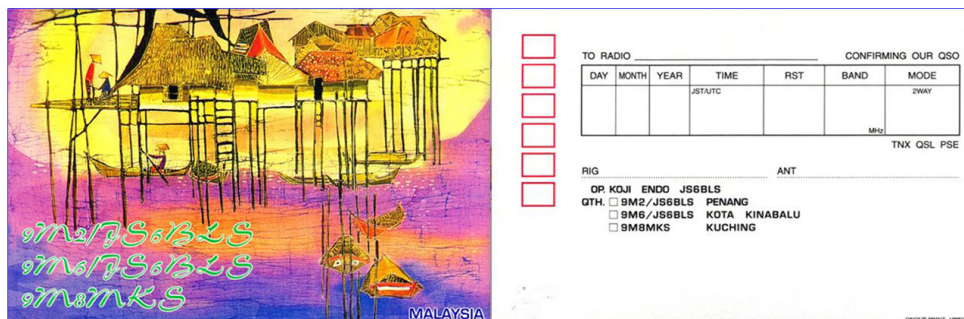 9M2/JS6BLS
9M6/JS6BLS
9M8MKS
MALAYSIA
TO RADIO CONFIRMING OUR QSO
DAY MONTH YEAR TIME RST BAND MODE
JST/UTC 2WAY
MHz
TNX QSL PSE
RIG ANT
OP. KOJI ENDO JS6BLS
QTH. □ 9M2/JS6BLS PENANG
□ 9M6/JS6BLS KOTA KINABALU
□ 9M8MKS KUCHING